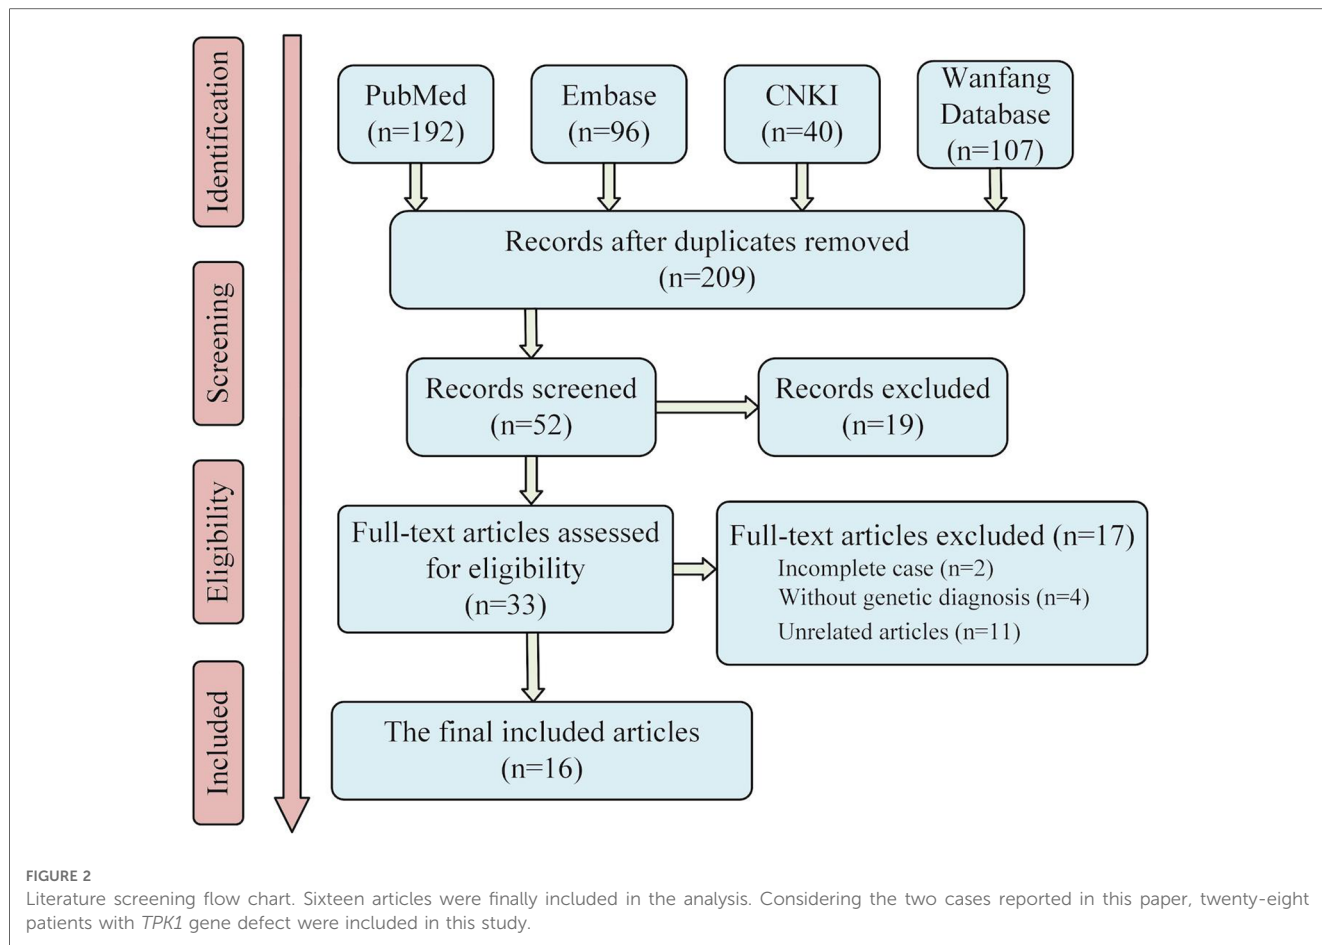 Identification
PubMed
(n=192)
Embase
(n=96)
CNKI
(n=40)
Wanfang
Database
(n=107)
Records after duplicates removed
(n=209)
Screening
Records screened
(n=52)
Records excluded
(n=19)
Eligibility
Full-text articles assessed
for eligibility
(n=33)
Full-text articles excluded (n=17)
Incomplete case (n=2)
Without genetic diagnosis (n=4)
Unrelated articles (n=11)
Included
The final included articles
(n=16)
FIGURE 2
Literature screening flow chart. Sixteen articles were finally included in the analysis. Considering the two cases reported in this paper, twenty-eight
patients with TPK1 gene defect were included in this study.